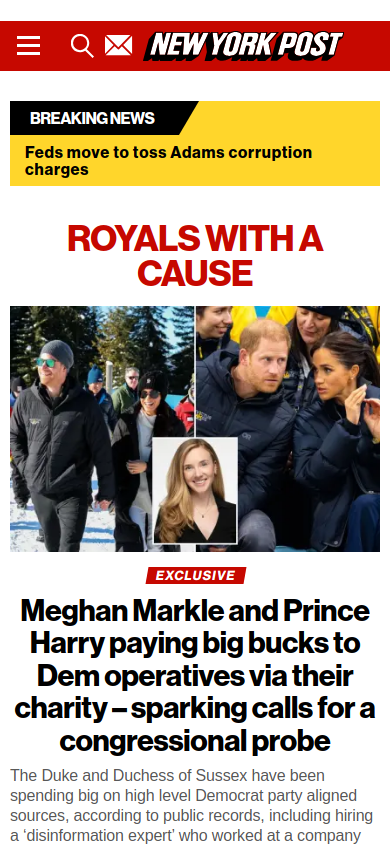 NEW YORK POST
BREAKING NEWS
Feds move to toss Adams corruption
charges
ROYALS WITH A
CAUSE
EXCLUSIVE
Meghan Markle and Prince
Harry paying big bucks to
Dem operatives via their
charity – sparking calls for a
congressional probe
The Duke and Duchess of Sussex have been
spending big on high level Democrat party aligned
sources, according to public records, including hiring
a ‘disinformation expert’ who worked at a company